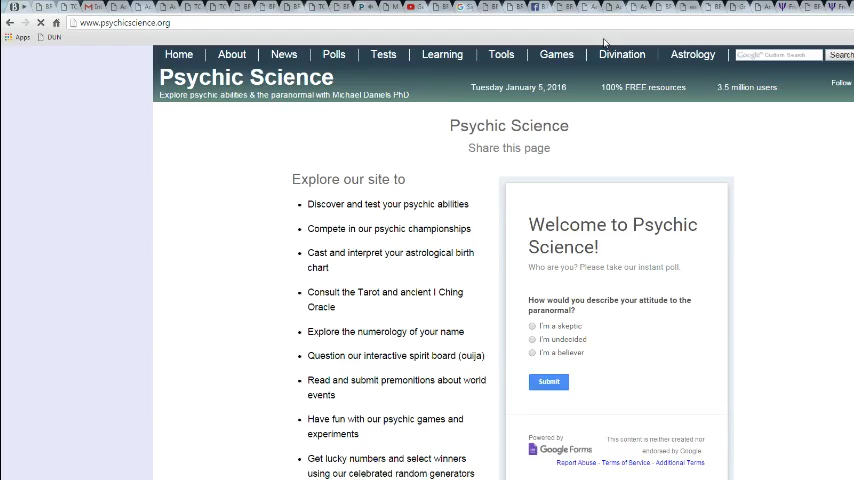 www.psychicscience.org
Apps DUN
Home About News Polls Tests Learning Tools Games Divination Astrology Google Custom Search Search
Psychic Science
Explore psychic abilities & the paranormal with Michael Daniels PhD Tuesday January 5, 2016 100% FREE resources 3.5 million users Follow
Psychic Science
Share this page
Explore our site to
Discover and test your psychic abilities
Compete in our psychic championships
Cast and interpret your astrological birth
chart
Consult the Tarot and ancient I Ching
Oracle
Explore the numerology of your name
Question our interactive spirit board (ouija)
Read and submit premonitions about world
events
Have fun with our psychic games and
experiments
Get lucky numbers and select winners
using our celebrated random generators
Welcome to Psychic
Science!
Who are you? Please take our instant poll.
How would you describe your attitude to the
paranormal?
I'm a skeptic
I'm undecided
I'm a believer
Submit
Powered by
Google Forms
This content is neither created nor
endorsed by Google.
Report Abuse - Terms of Service - Additional Terms